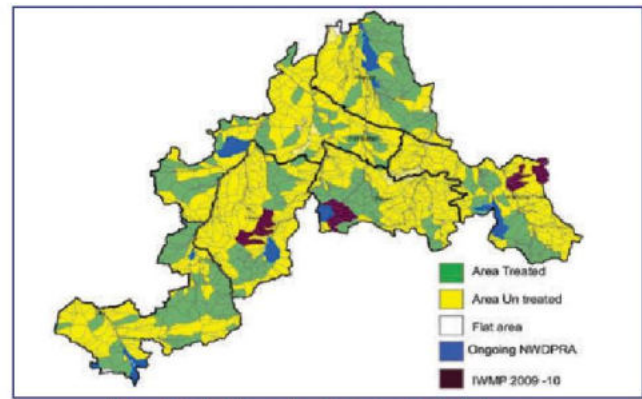 Area Treated
Area Un treated
Flat area
Ongoing NWDPRA
IWMP 2009 -10